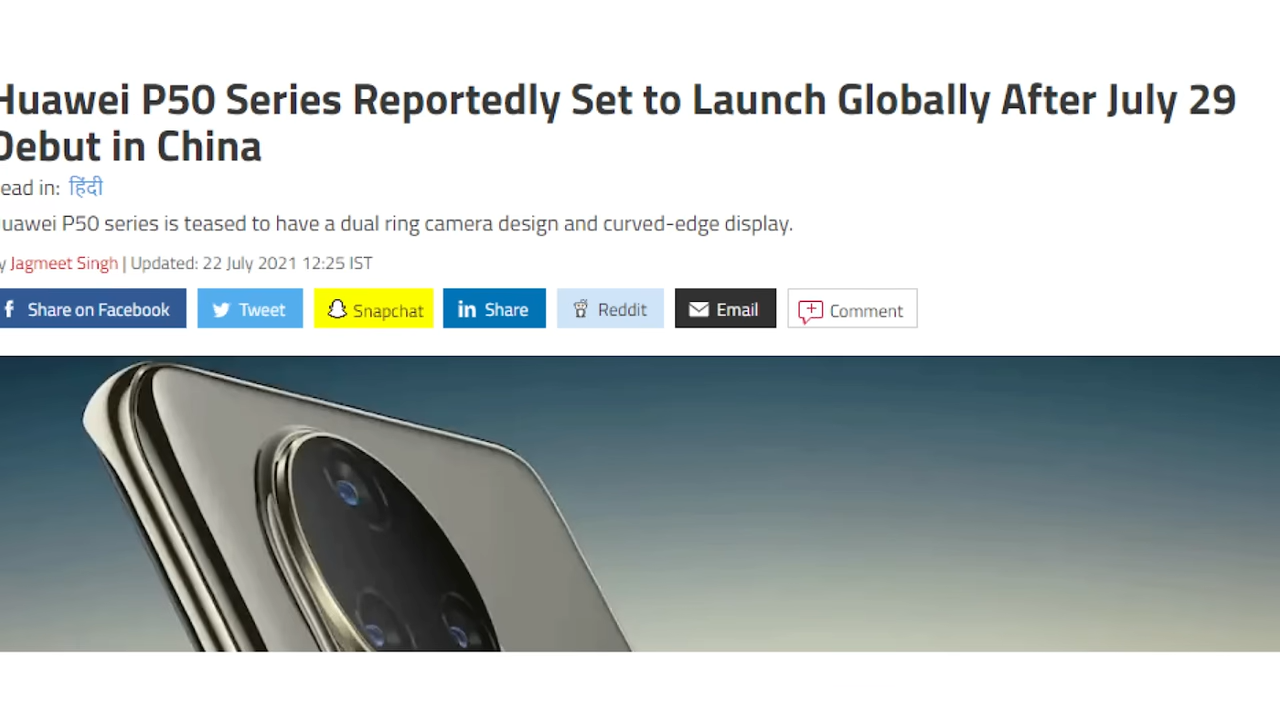 Huawei P50 Series Reportedly Set to Launch Globally After July 29
Debut in China
ead in: हिंदी
uawei P50 series is teased to have a dual ring camera design and curved-edge display.
y Jagmeet Singh | Updated: 22 July 2021 12:25 IST
Share on Facebook Tweet Snapchat in Share Reddit Email Comment